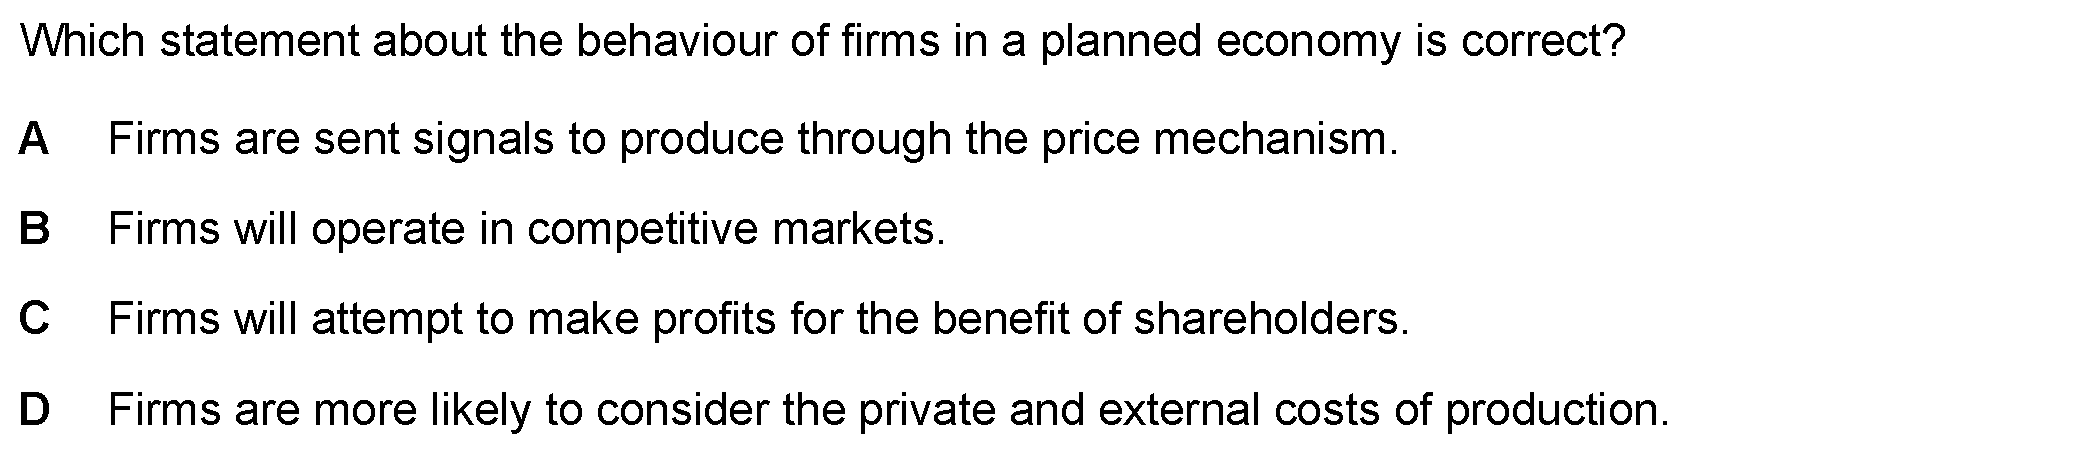 Which statement about the behaviour of firms in a planned economy is correct?
A Firms are sent signals to produce through the price mechanism.
B Firms will operate in competitive markets.
C Firms will attempt to make profits for the benefit of shareholders.
D Firms are more likely to consider the private and external costs of production.